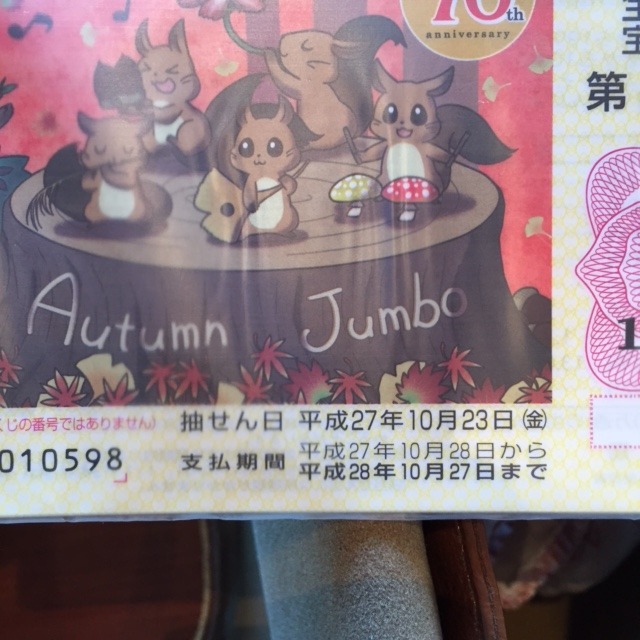 70th
anniversary
宝
第
Autumn Jumbo
くじの番号ではありません)
抽せん日 平成27年10月23日(金)
010598
支払期間 平成27年10月28日から
平成28年10月27日まで
1